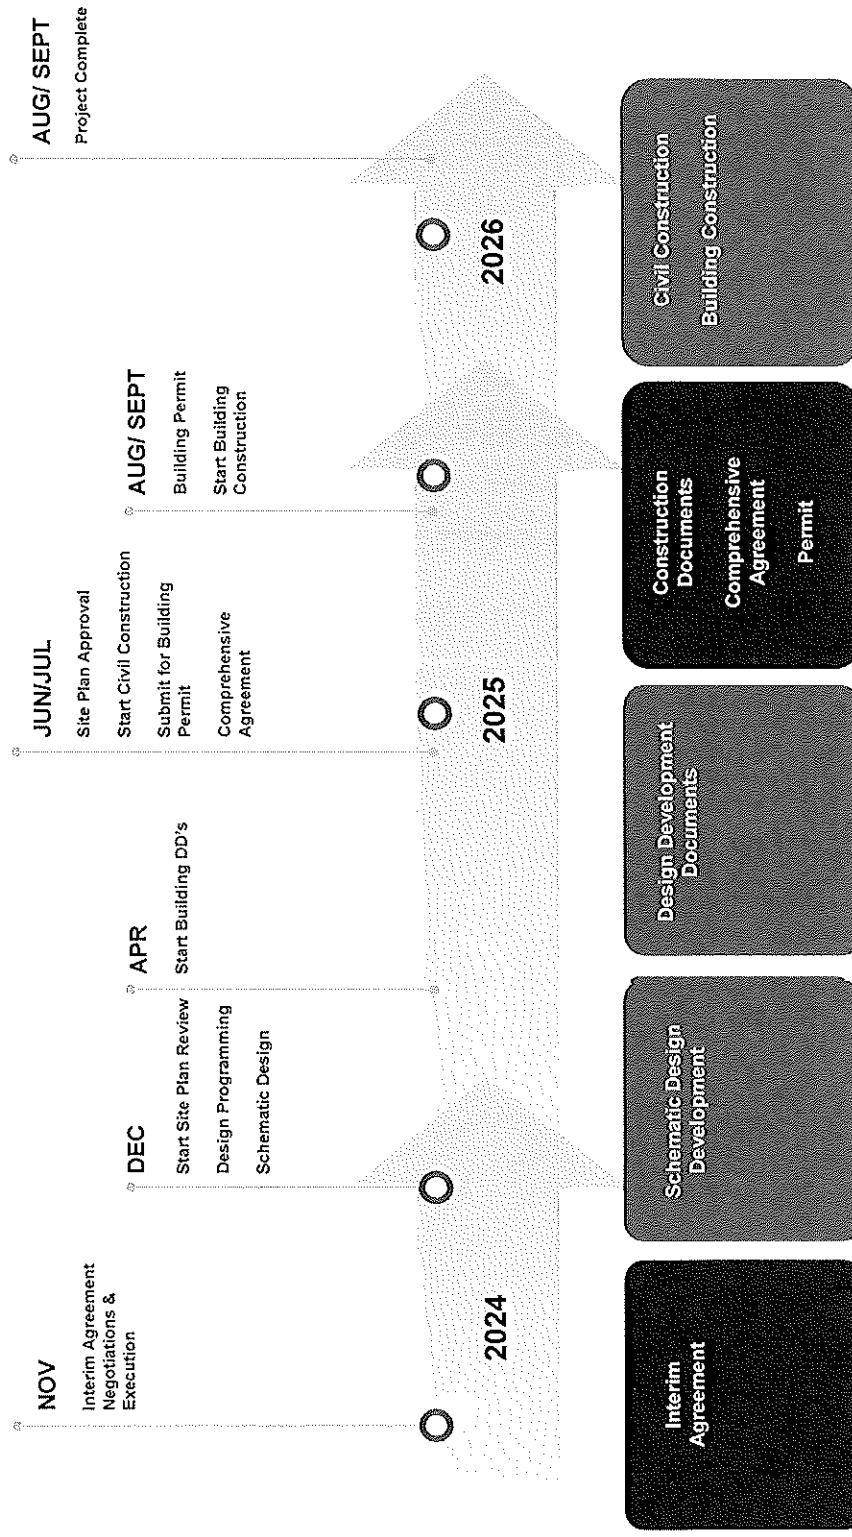 NOV
Interim Agreement
Negotiations &
Execution
DEC
Start Site Plan Review
Design Programming
Schematic Design
APR
Start Building DD's
JUN/JUL
Site Plan Approval
Start Civil Construction
Submit for Building
Permit
Comprehensive
Agreement
AUG/ SEPT
Building Permit
Start Building
Construction
AUG/ SEPT
Project Complete
2024
2025
2026
Interim
Agreement
Schematic Design
Development
Design Development
Documents
Construction
Documents
Comprehensive
Agreement
Permit
Civil Construction
Building Construction